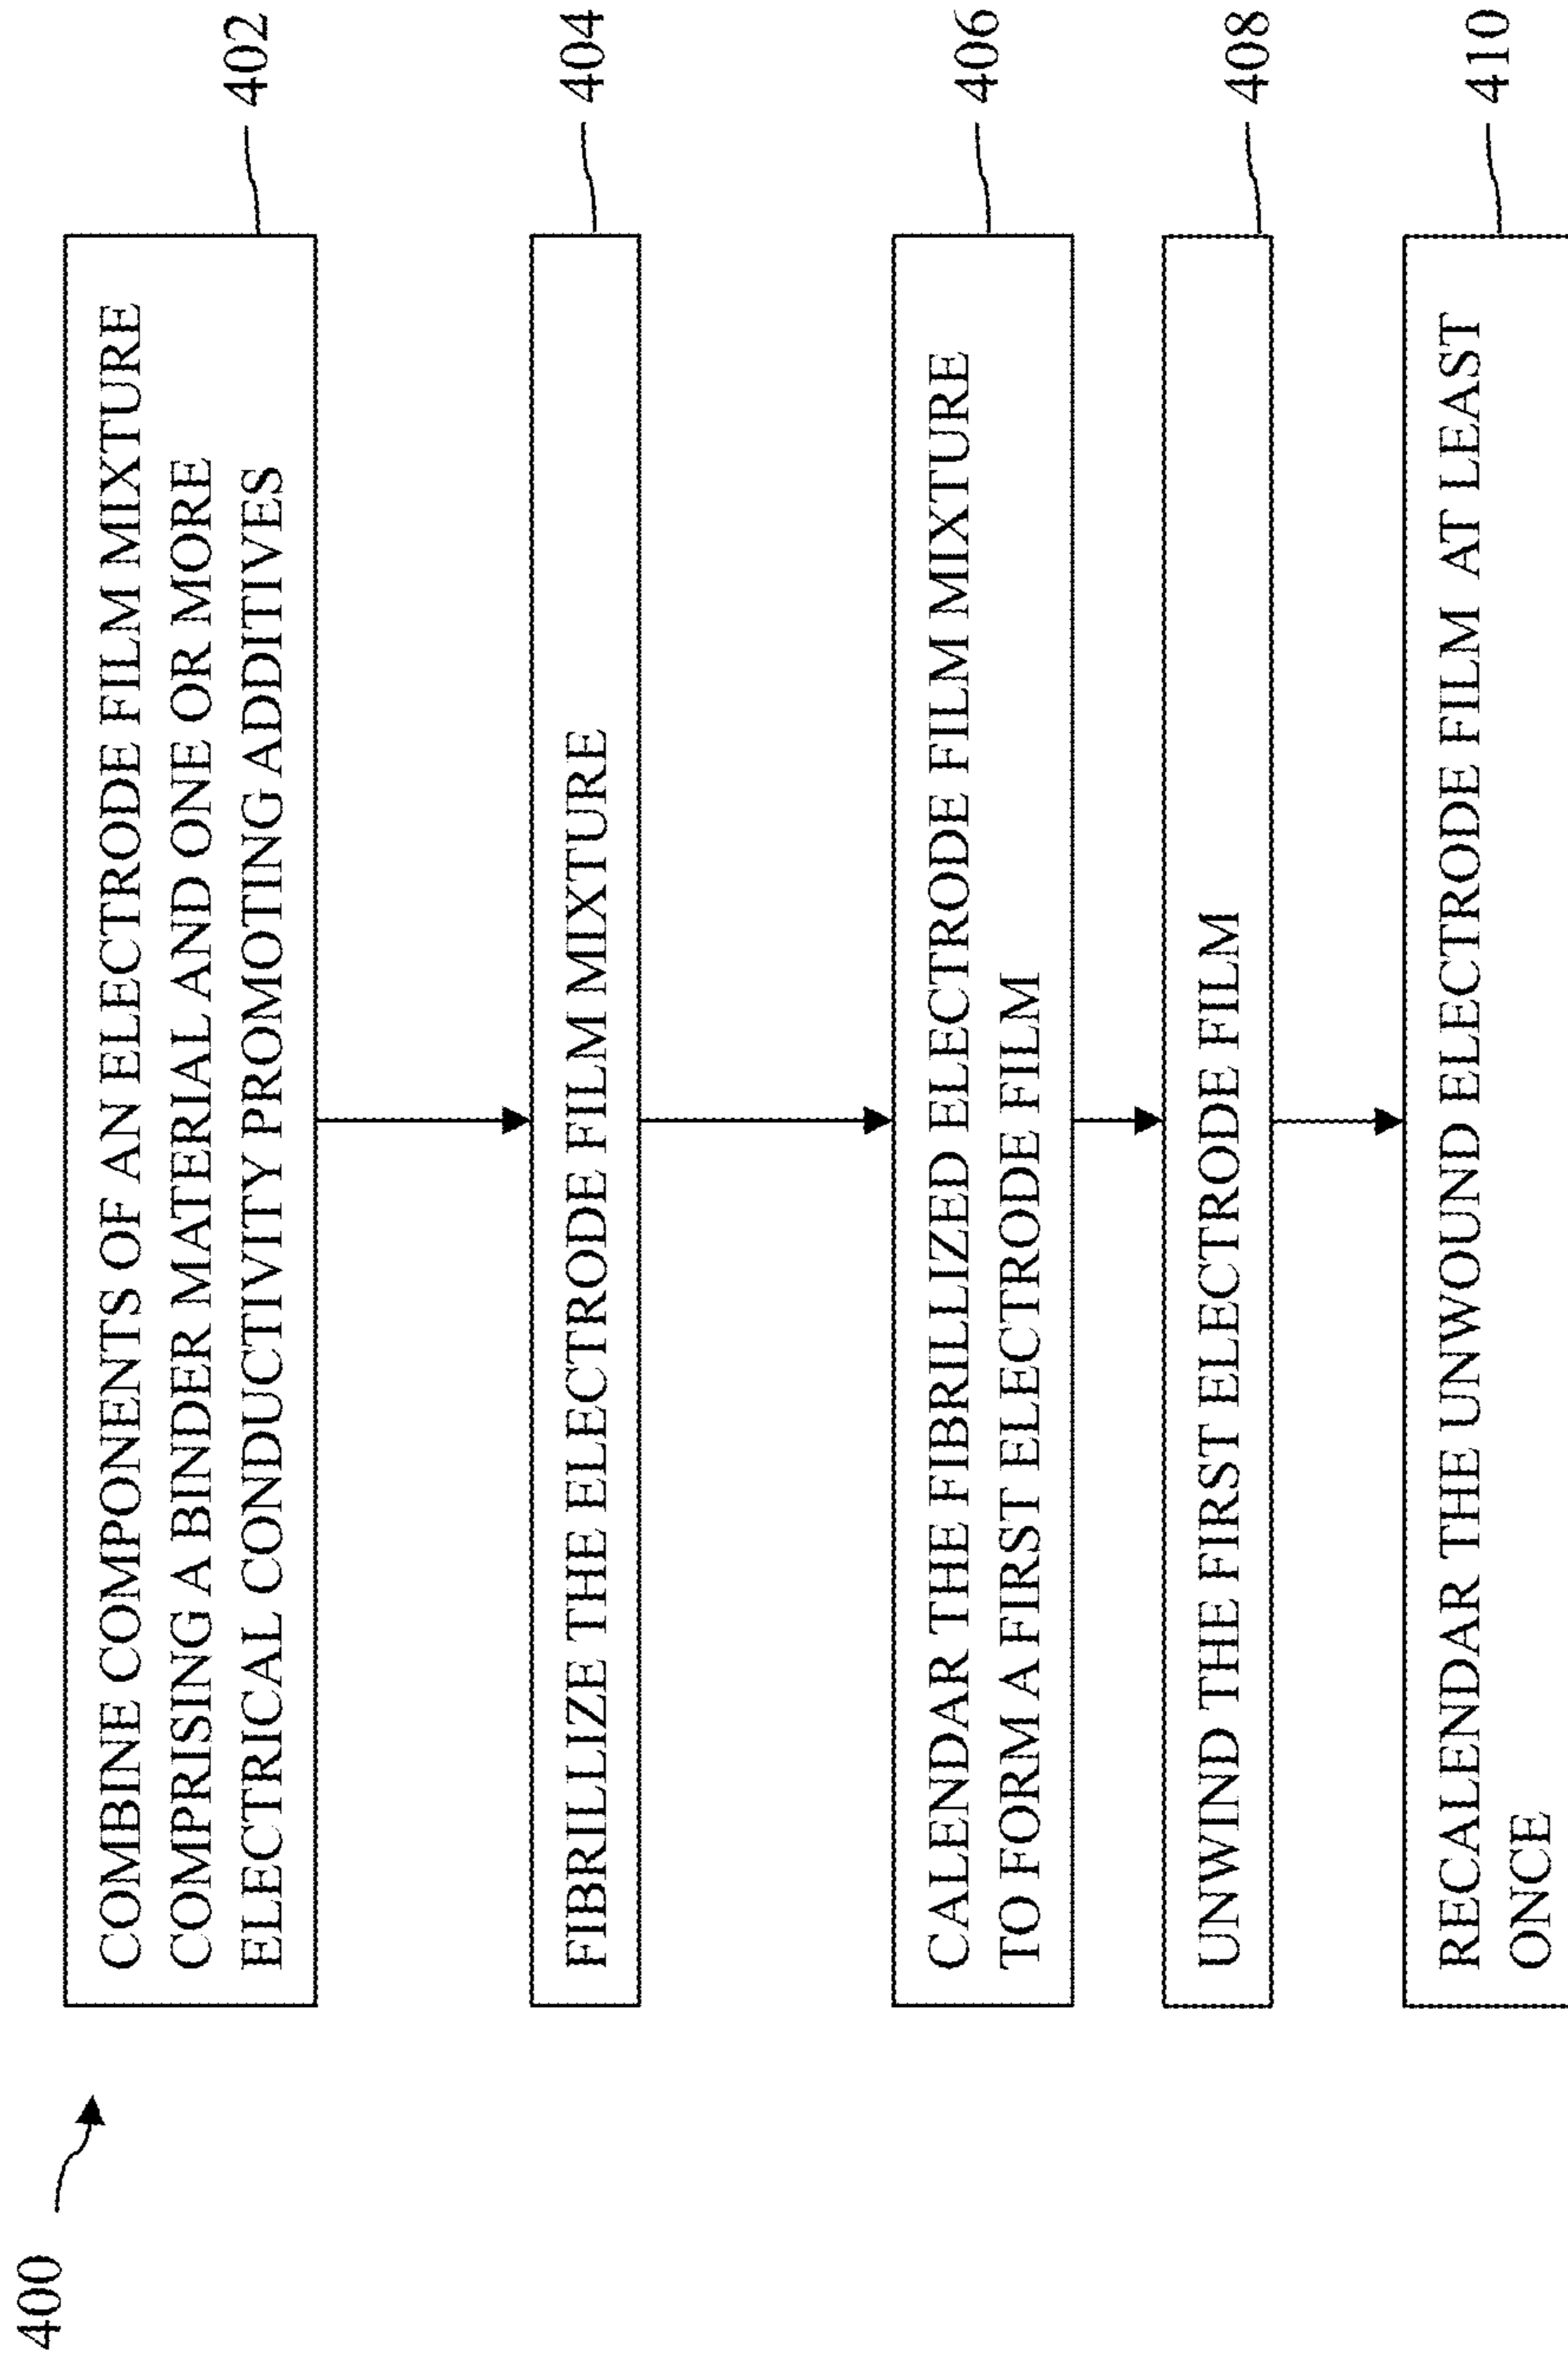 400
COMBINE COMPONENTS OF AN ELECTRODE FILM MIXTURE
COMPRISING A BINDER MATERIAL AND ONE OR MORE
ELECTRICAL CONDUCTIVITY PROMOTING ADDITIVES
402
FIBRILLIZE THE ELECTRODE FILM MIXTURE
404
CALENDAR THE FIBRILLIZED ELECTRODE FILM MIXTURE
TO FORM A FIRST ELECTRODE FILM
406
UNWIND THE FIRST ELECTRODE FILM
408
RECALENDAR THE UNWOUND ELECTRODE FILM AT LEAST
ONCE
410